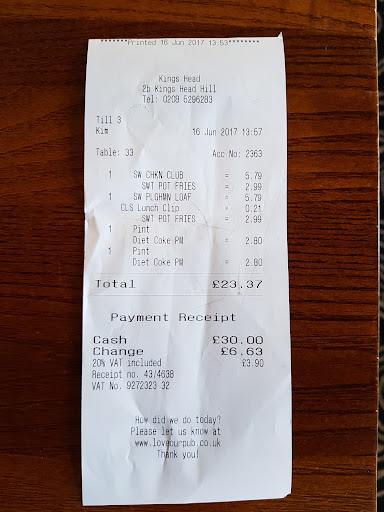 *******Printed 16 Jun 2017 13:53********
Kings Head
2b Kings Head Hill
Tel: 0208 5296283
Till 3
Kim 16 Jun 2017 13:57
Table: 33 Acc No: 2363
1 SW CHKN CLUB = 5.79
SWT POT FRIES = 2.99
1 SW PLGHMN LOAF = 5.79
CLS Lunch Clip = 0.21
SWT POT FRIES = 2.99
1 Pint
Diet Coke PM = 2.80
1 Pint
Diet Coke PM = 2.80
Total £23.37
Payment Receipt
Cash £30.00
Change £6.63
20% VAT included £3.90
Receipt no. 43/4638
VAT No. 9272323 32
How did we do today?
Please let us know at
www.loveourpub.co.uk
Thank you!